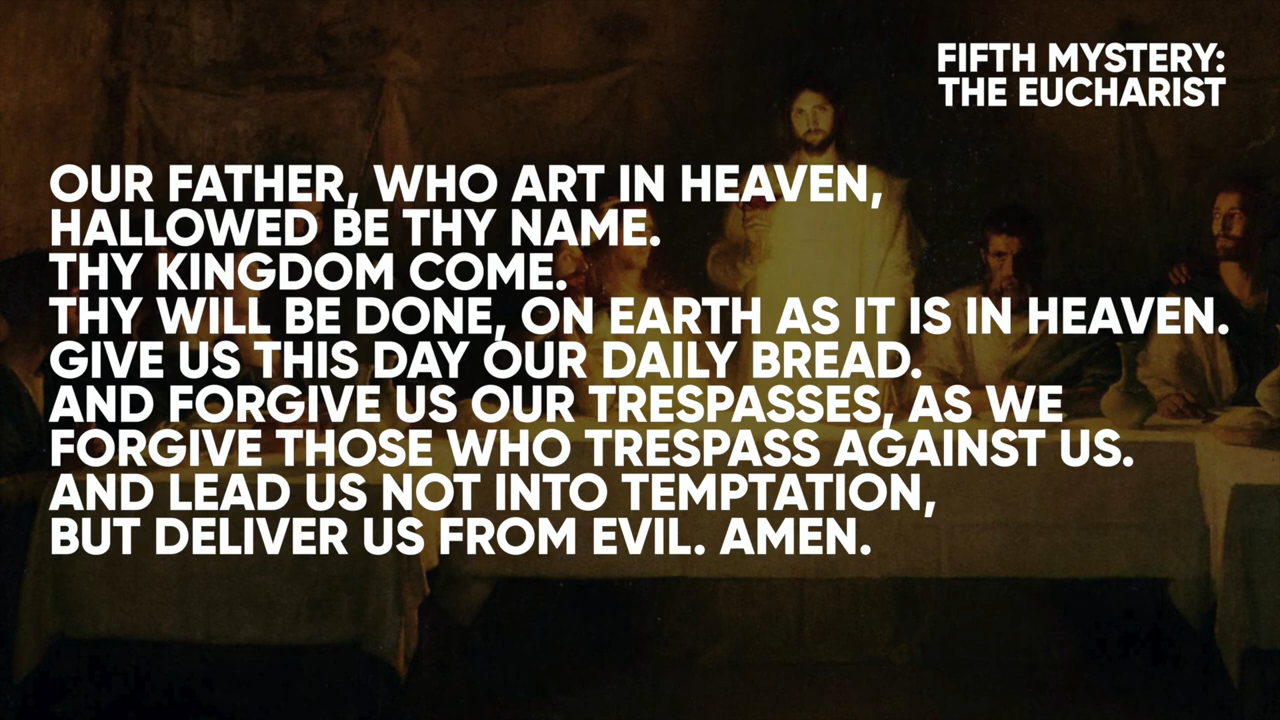 FIFTH MYSTERY:
THE EUCHARIST
OUR FATHER, WHO ART IN HEAVEN,
HALLOWED BE THY NAME.
THY KINGDOM COME.
THY WILL BE DONE, ON EARTH AS IT IS IN HEAVEN.
GIVE US THIS DAY OUR DAILY BREAD.
AND FORGIVE US OUR TRESPASSES, AS WE
FORGIVE THOSE WHO TRESPASS AGAINST US.
AND LEAD US NOT INTO TEMPTATION,
BUT DELIVER US FROM EVIL. AMEN.